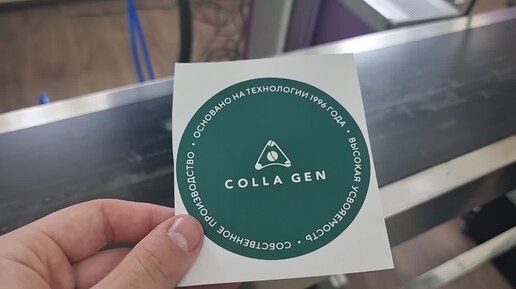 • ОСНОВАНО НА ТЕХНОЛОГИИ 1996 ГОДА • ВЫСОКАЯ УСВОЯЕМОСТЬ • СОБСТВЕННОЕ ПРОИЗВОДСТВО
COLLA GEN